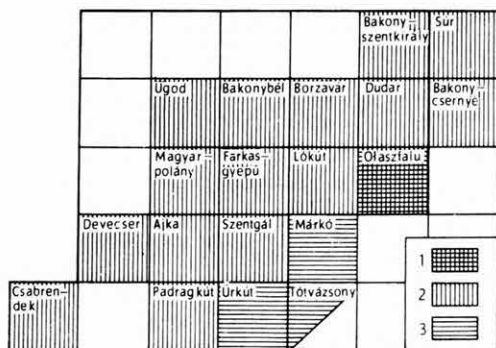 Bakony-
szentkirály
Súr
Ugod
Bakonybél
Borzavár
Dudar
Bakony-
csernye
Magyar-
polány
Farkas-
gyepű
Lókút
Olaszfalu
Devecser
Ajka
Szentgál
Márkó
Csabren-
dek
Padragkút
Úrkút
Tótvázsony
1
2
3